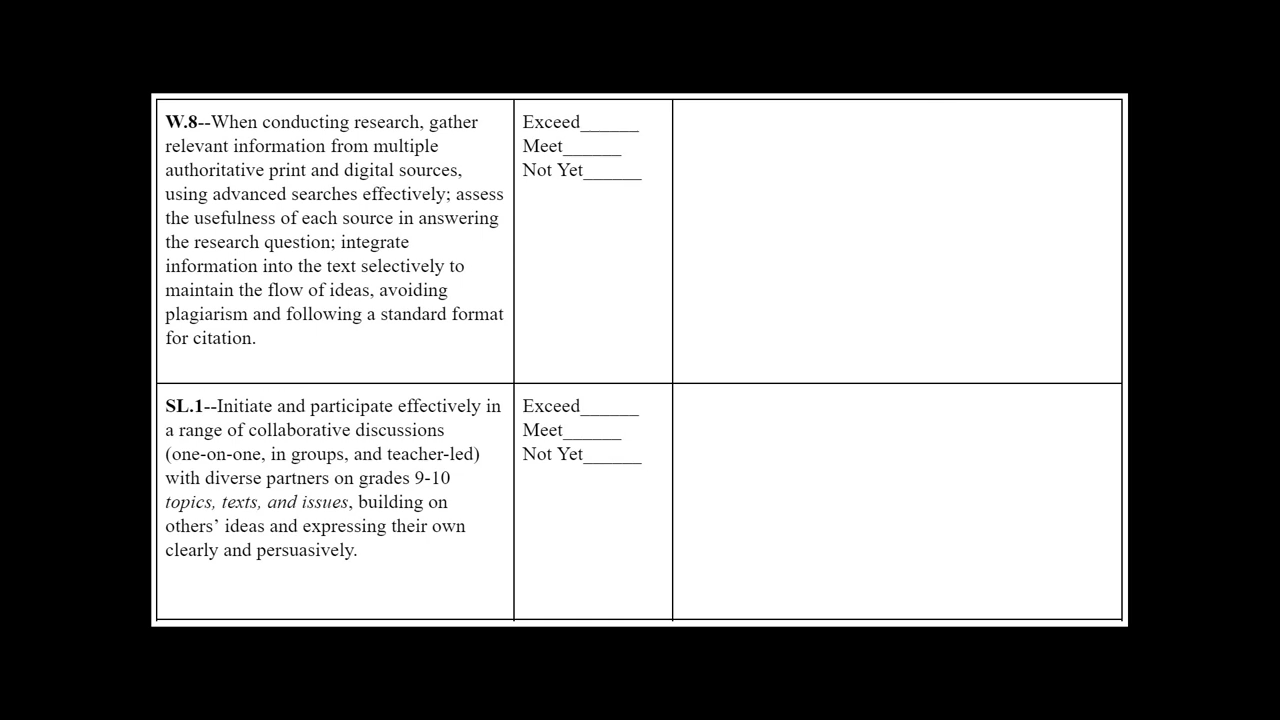 W.8--When conducting research, gather
relevant information from multiple
authoritative print and digital sources,
using advanced searches effectively; assess
the usefulness of each source in answering
the research question; integrate
information into the text selectively to
maintain the flow of ideas, avoiding
plagiarism and following a standard format
for citation.
Exceed______
Meet______
Not Yet______
SL.1--Initiate and participate effectively in
a range of collaborative discussions
(one-on-one, in groups, and teacher-led)
with diverse partners on grades 9-10
topics, texts, and issues, building on
others’ ideas and expressing their own
clearly and persuasively.
Exceed______
Meet______
Not Yet______